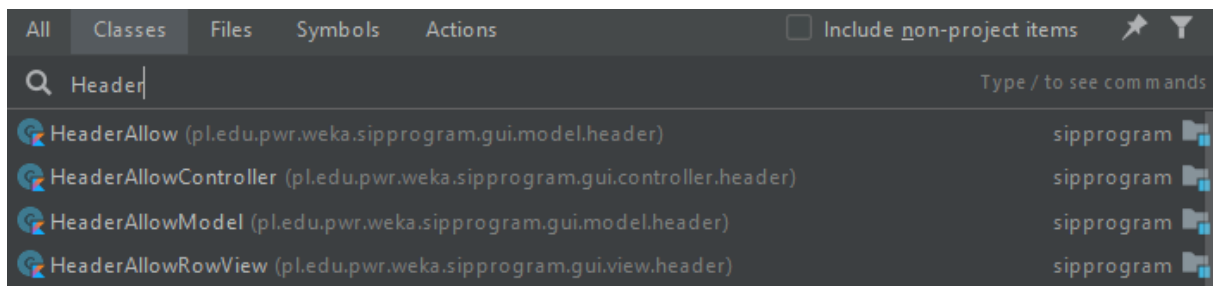 All Classes Files Symbols Actions Include non-project items
Header Type / to see commands
HeaderAllow (pl.edu.pwr.weka.sipprogram.gui.model.header) sipprogram
HeaderAllowController (pl.edu.pwr.weka.sipprogram.gui.controller.header) sipprogram
HeaderAllowModel (pl.edu.pwr.weka.sipprogram.gui.model.header) sipprogram
HeaderAllowRowView (pl.edu.pwr.weka.sipprogram.gui.view.header) sipprogram